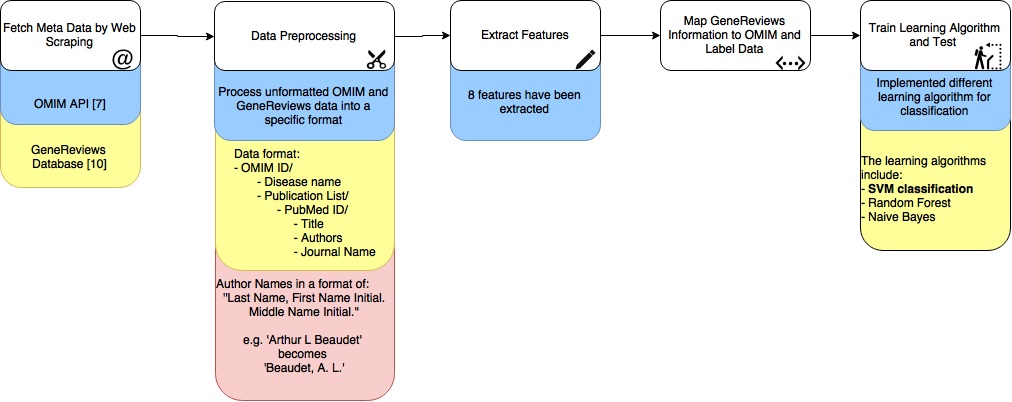 Fetch Meta Data by Web
Scraping
@
OMIM API [7]
GeneReviews
Database [10]
Data Preprocessing
Process unformatted OMIM and
GeneReviews data into a
specific format
Data format:
- OMIM ID/
- Disease name
- Publication List/
- PubMed ID/
- Title
- Authors
- Journal Name
Author Names in a format of:
"Last Name, First Name Initial.
Middle Name Initial."
e.g. 'Arthur L Beaudet'
becomes
'Beaudet, A. L.'
Extract Features
8 features have been
extracted
Map GeneReviews
Information to OMIM and
Label Data
Train Learning Algorithm
and Test
Implemented different
learning algorithm for
classification
The learning algorithms
include:
- SVM classification
- Random Forest
- Naive Bayes